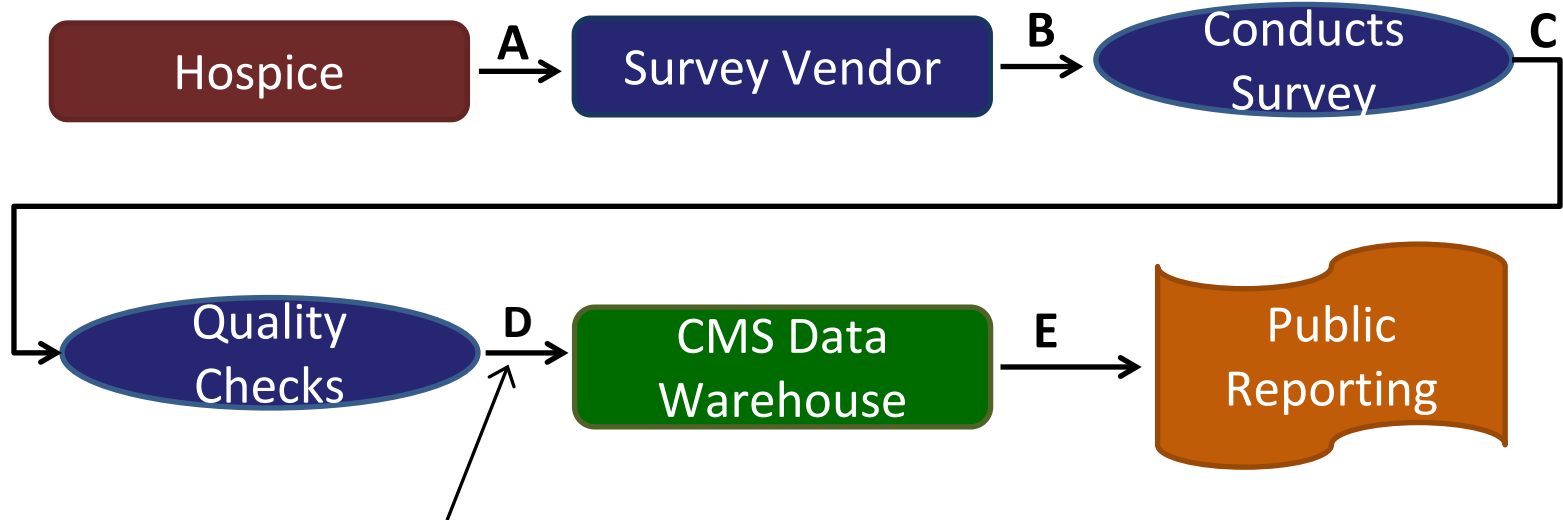 Hospice
A
Survey Vendor
B
Conducts
Survey
C
Quality
Checks
D
CMS Data
Warehouse
E
Public
Reporting